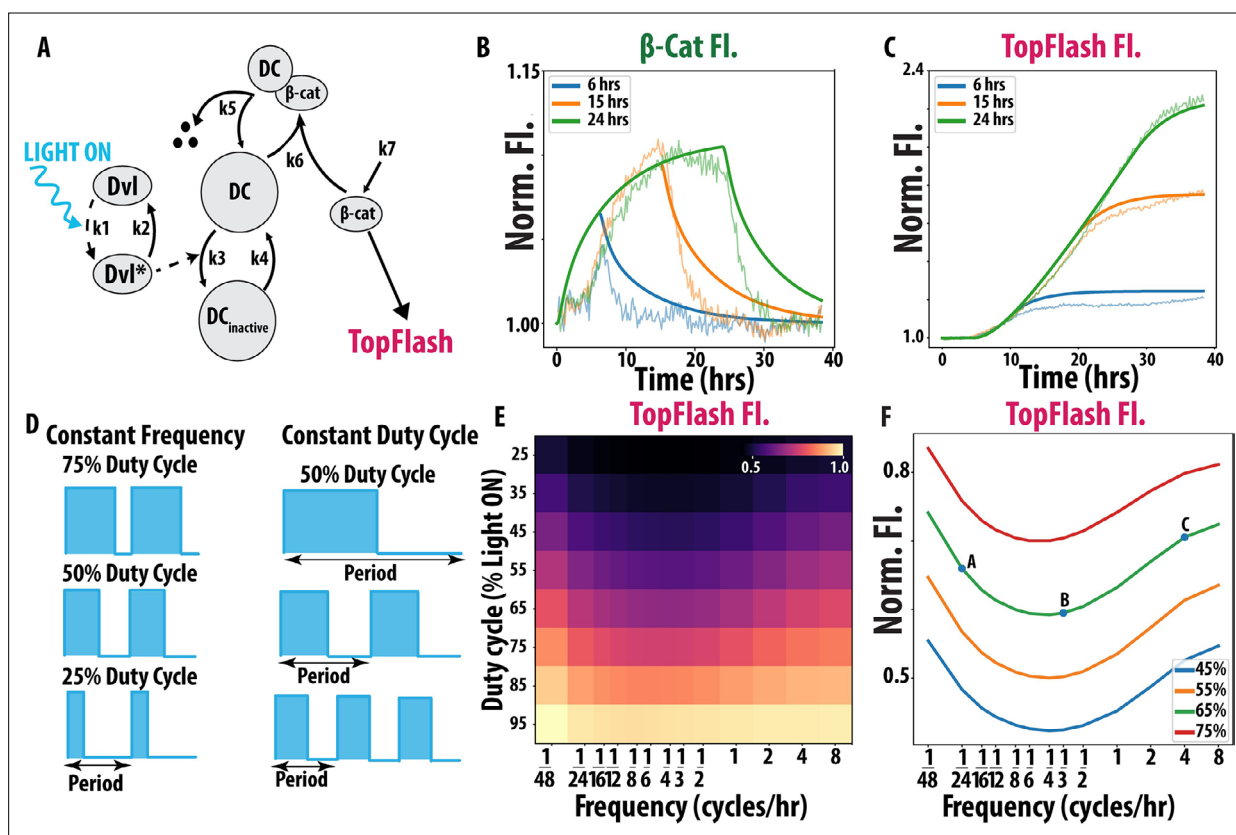 A
DC
β-cat
k5
LIGHT ON
Dvl
k1
k2
Dvl*
DC
k6
k7
β-cat
k3
k4
DCinactive
TopFlash
B
β-Cat Fl.
1.15
6 hrs
15 hrs
24 hrs
Norm. Fl.
1.00
0
10
20
30
40
Time (hrs)
C
TopFlash Fl.
2.4
6 hrs
15 hrs
24 hrs
Norm. Fl.
1.0
0
10
20
30
40
Time (hrs)
D
Constant Frequency
75% Duty Cycle
50% Duty Cycle
25% Duty Cycle
Period
Constant Duty Cycle
50% Duty Cycle
Period
Period
Period
E
TopFlash Fl.
0.5
1.0
Duty cycle (% Light ON)
25
35
45
55
65
75
85
95
1/48
1/24
1/16
1/12
1/8
1/6
1/4
1/3
1/2
1
2
4
8
Frequency (cycles/hr)
F
TopFlash Fl.
Norm. Fl.
0.8
0.5
A
B
C
45%
55%
65%
75%
1/48
1/24
1/16
1/12
1/8
1/6
1/4
1/3
1/2
1
2
4
8
Frequency (cycles/hr)